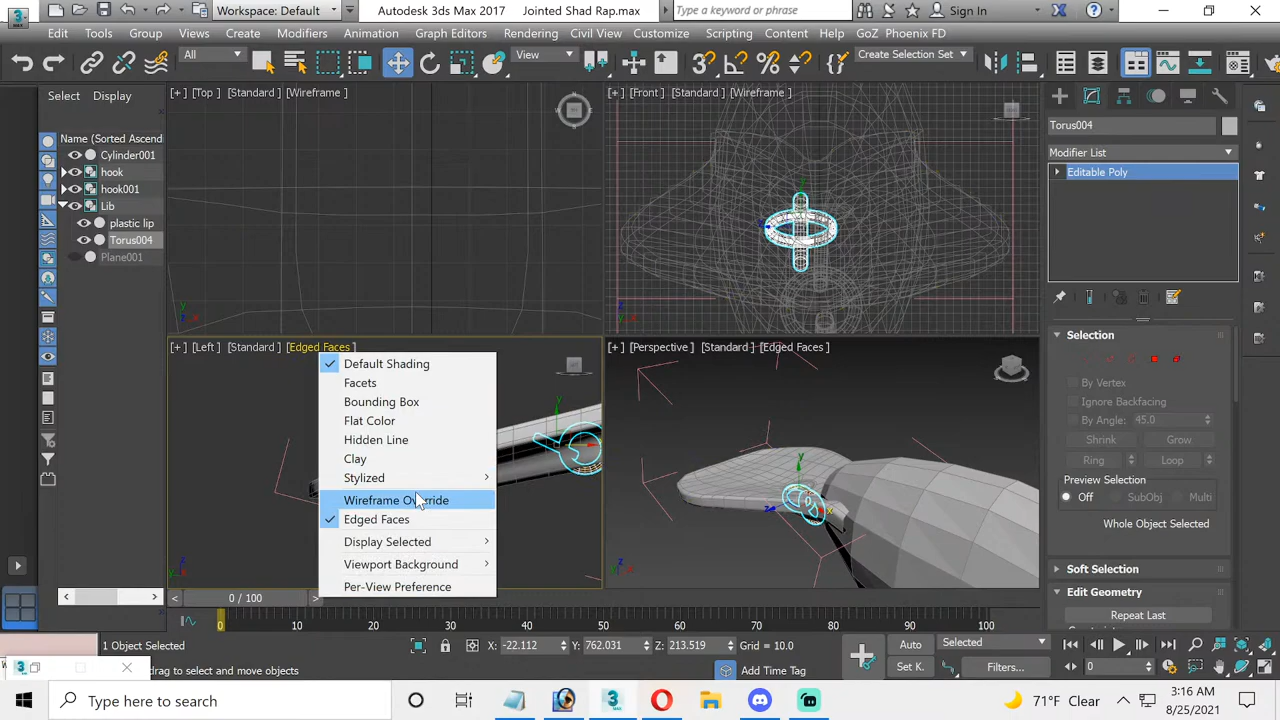 Workspace: Default
Autodesk 3ds Max 2017
Jointed Shad Rap.max
Type a keyword or phrase
Sign In
Edit
Tools
Group
Views
Create
Modifiers
Animation
Graph Editors
Rendering
Civil View
Customize
Scripting
Content
Help
GoZ
Phoenix FD
All
View
Create Selection Set
Select
Display
[+] [Top] [Standard] [Wireframe]
[+] [Front] [Standard] [Wireframe]
Name (Sorted Ascend
Cylinder001
hook
hook001
Lib
plastic lip
Torus004
Plane001
Torus004
Modifier List
Editable Poly
[+] [Left] [Standard] [Edged Faces]
[+] [Perspective] [Standard] [Edged Faces]
Default Shading
Facets
Bounding Box
Flat Color
Hidden Line
Clay
Stylized
Wireframe Override
Edged Faces
Display Selected
Viewport Background
Per-View Preference
Selection
By Vertex
Ignore Backfacing
By Angle: 45.0
Shrink
Grow
Ring
Loop
Preview Selection
Off
SubObj
Multi
Whole Object Selected
Soft Selection
Edit Geometry
Repeat Last
0 / 100
0
10
30
40
50
60
70
80
90
100
1 Object Selected
X: -22.112
Y: 762.031
Z: 213.519
Grid = 10.0
Auto
Selected
drag to select and move objects
Add Time Tag
Set K.
Filters...
0
Type here to search
71°F Clear
3:16 AM
8/25/2021